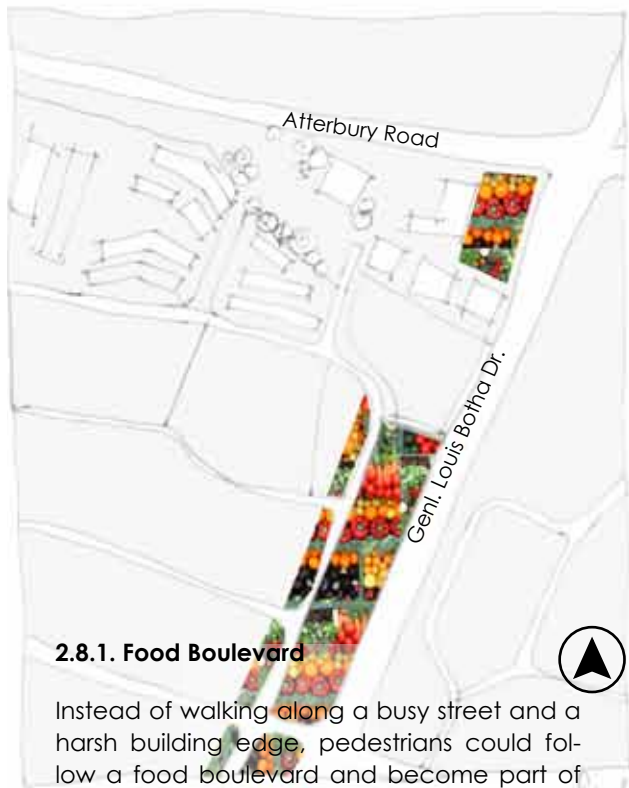 Atterbury Road
Genl. Louis Botha Dr.
2.8.1. Food Boulevard
Instead of walking along a busy street and a
harsh building edge, pedestrians could fol-
low a food boulevard and become part of